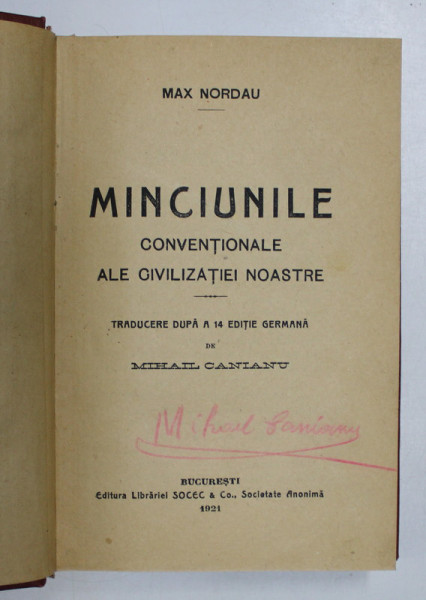 MAX NORDAU
MINCIUNILE
CONVENȚIONALE
ALE CIVILIZAȚIEI NOASTRE
TRADUCERE DUPĂ A 14 EDIȚIE GERMANĂ
DE
MIHAIL CANIANU
Mihail Canianu
BUCUREȘTI
Editura Librăriei SOCEC & Co., Societate Anonimă
1921